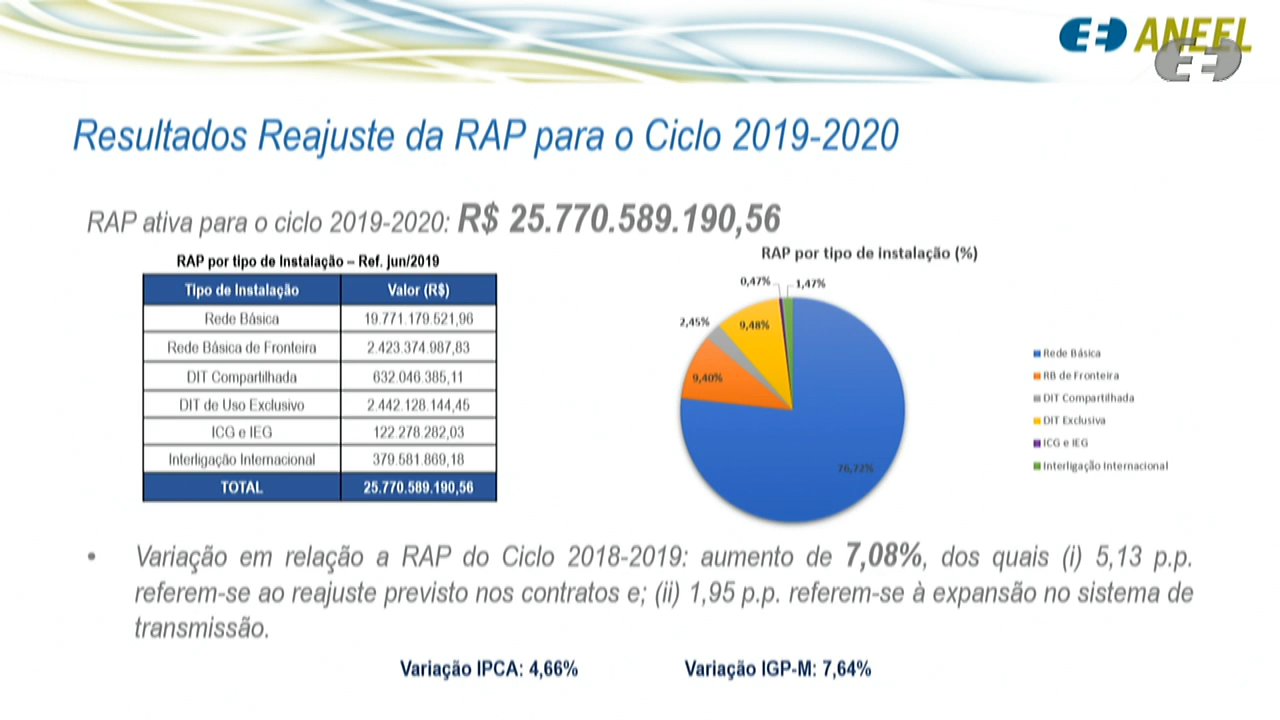 ANEEL
Resultados Reajuste da RAP para o Ciclo 2019-2020
RAP ativa para o ciclo 2019-2020: R$ 25.770.589.190,56
RAP por tipo de Instalação – Ref. jun/2019
Tipo de Instalação Valor (R$)
Rede Básica 19.771.179.521,96
Rede Básica de Fronteira 2.423.374.987,83
DIT Compartilhada 632.046.385,11
DIT de Uso Exclusivo 2.442.128.144,45
ICG e IEG 122.278.282,03
Interligação Internacional 379.581.869,18
TOTAL 25.770.589.190,56
RAP por tipo de instalação (%)
0,47% 1,47%
2,45% 9,48%
9,40%
76,72%
Rede Básica
RB de Fronteira
DIT Compartilhada
DIT Exclusiva
ICG e IEG
Interligação Internacional
• Variação em relação a RAP do Ciclo 2018-2019: aumento de 7,08%, dos quais (i) 5,13 p.p.
referem-se ao reajuste previsto nos contratos e; (ii) 1,95 p.p. referem-se à expansão no sistema de
transmissão.
Variação IPCA: 4,66% Variação IGP-M: 7,64%